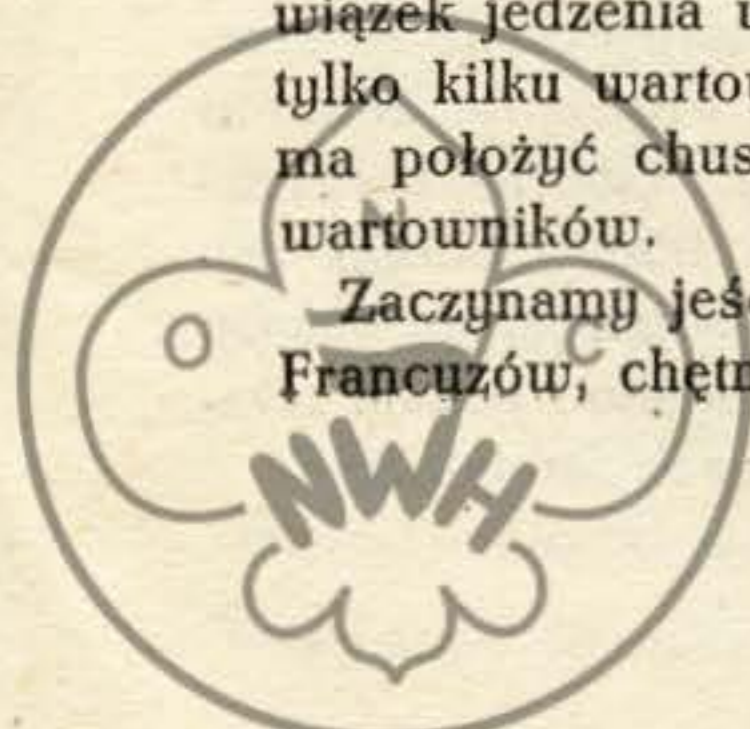 wiązek jedzenia u
tylko kilku warto
ma położyć chus
wartowników.
Zaczynamy jeś
Francuzów, chętn
N
O
C
NWH